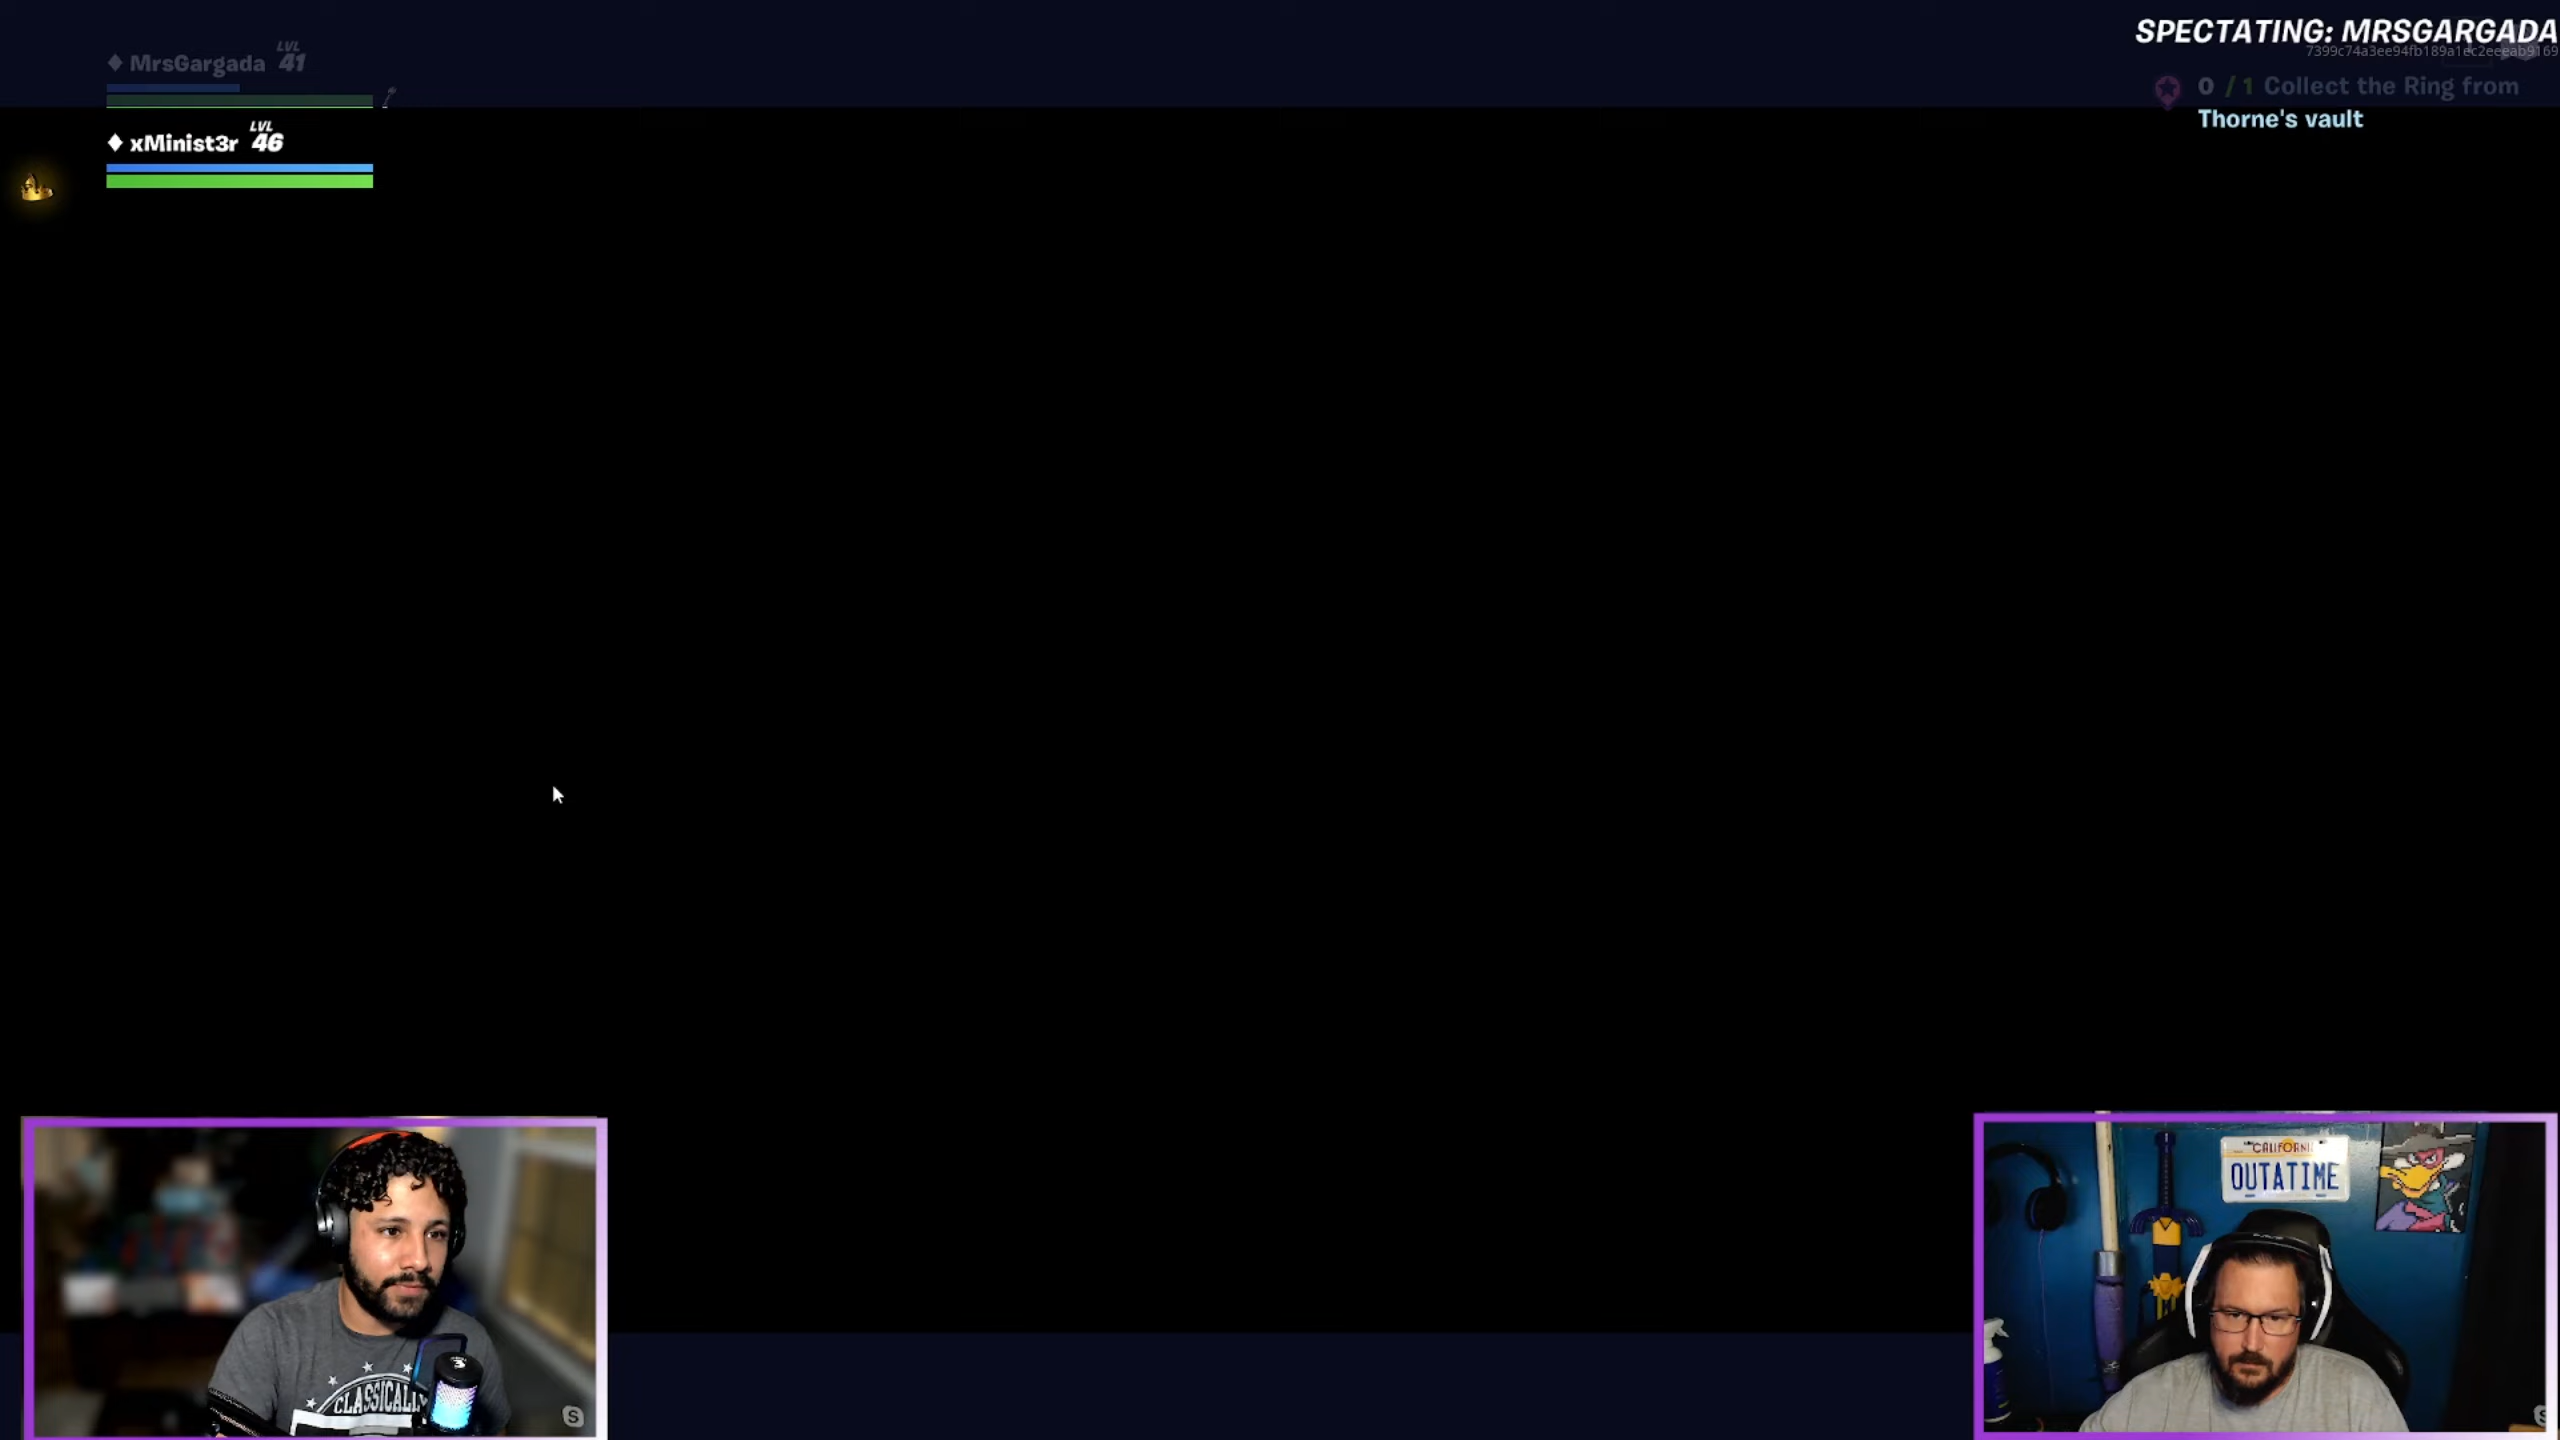 SPECTATING: MRSGARGADA
MrsGargada LVL 41
7399c74a3ee94fb189a1ec2eeeab9169
0 / 1 Collect the Ring from
Thorne's vault
xMinist3r LVL 46
CLASSICALLY
CALIFORNIA
OUTATIME